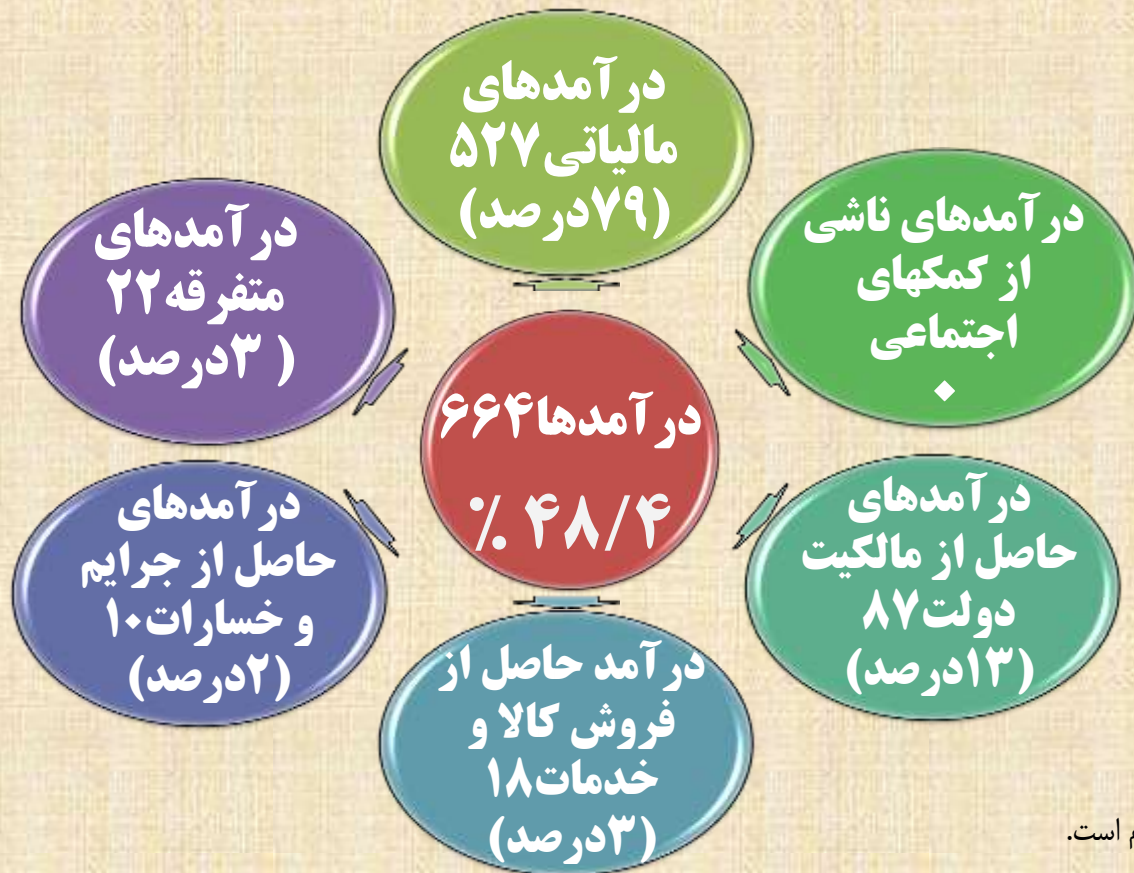 درآمدهای
مالیاتی۵۲۷
(۷۹درصد)
درآمدهای ناشی
از کمکهای
اجتماعی
۰
درآمدهای
حاصل از مالکیت
دولت۸۷
(۱۳درصد)
درآمد حاصل از
فروش کالا و
خدمات۱۸
(۳درصد)
درآمدهای
حاصل از جرایم
و خسارات۱۰
(۲درصد)
درآمدهای
متفرقه۲۲
( ۳درصد)
درآمدها۶۶۴
۴۸/۴ ٪
است.